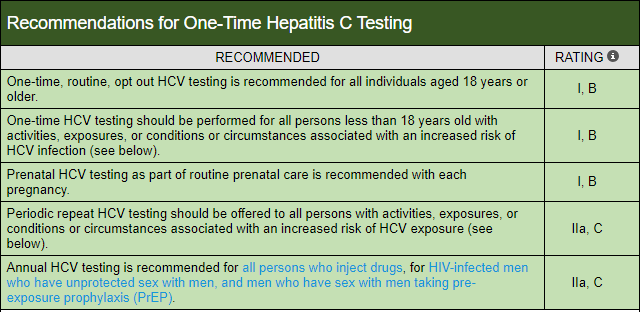 Recommendations for One-Time Hepatitis C Testing
RECOMMENDED
RATING
One-time, routine, opt out HCV testing is recommended for all individuals aged 18 years or
older.
I, B
One-time HCV testing should be performed for all persons less than 18 years old with
activities, exposures, or conditions or circumstances associated with an increased risk of
HCV infection (see below).
I, B
Prenatal HCV testing as part of routine prenatal care is recommended with each
pregnancy.
I, B
Periodic repeat HCV testing should be offered to all persons with activities, exposures, or
conditions or circumstances associated with an increased risk of HCV exposure (see
below).
IIa, C
Annual HCV testing is recommended for all persons who inject drugs, for HIV-infected men
who have unprotected sex with men, and men who have sex with men taking pre-
exposure prophylaxis (PrEP).
IIa, C